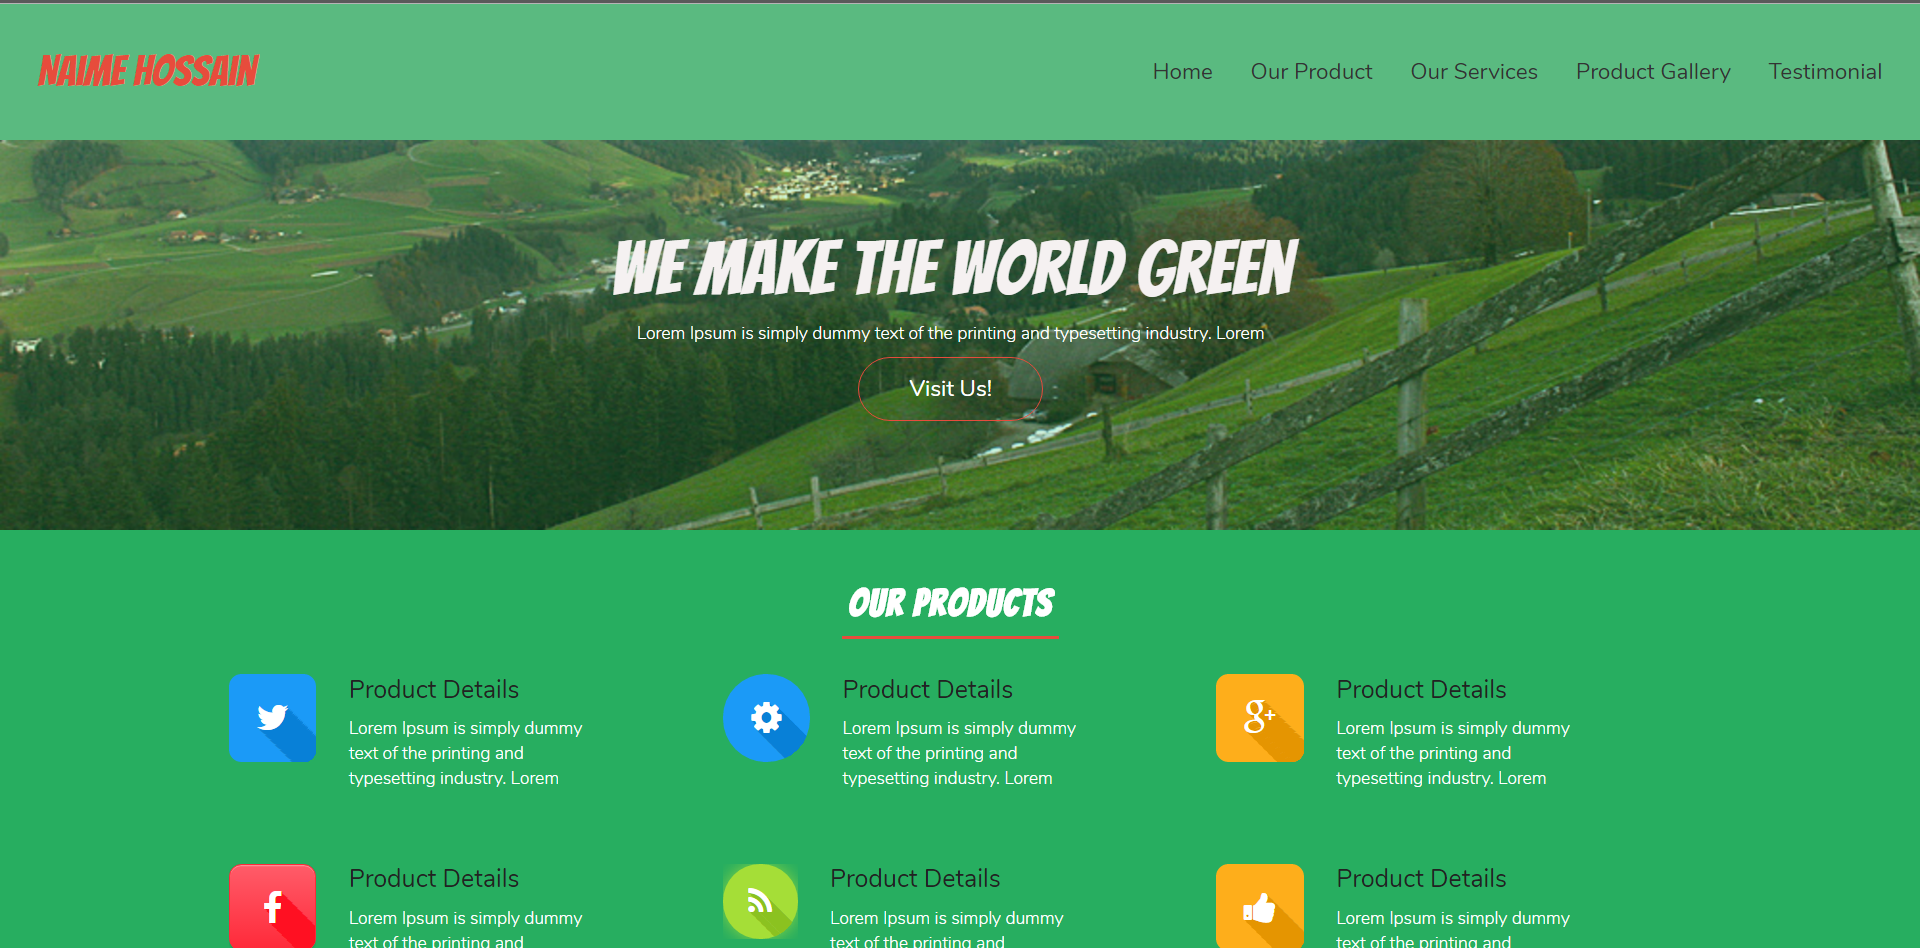 NAIME HOSSAIN
Home Our Product Our Services Product Gallery Testimonial
WE MAKE THE WORLD GREEN
Lorem Ipsum is simply dummy text of the printing and typesetting industry. Lorem
Visit Us!
OUR PRODUCTS
Product Details
Lorem Ipsum is simply dummy
text of the printing and
typesetting industry. Lorem
Product Details
Lorem Ipsum is simply dummy
text of the printing and
typesetting industry. Lorem
g+
Product Details
Lorem Ipsum is simply dummy
text of the printing and
typesetting industry. Lorem
f
Product Details
Lorem Ipsum is simply dummy
text of the printing and
Product Details
Lorem Ipsum is simply dummy
text of the printing and
Product Details
Lorem Ipsum is simply dummy
text of the printing and